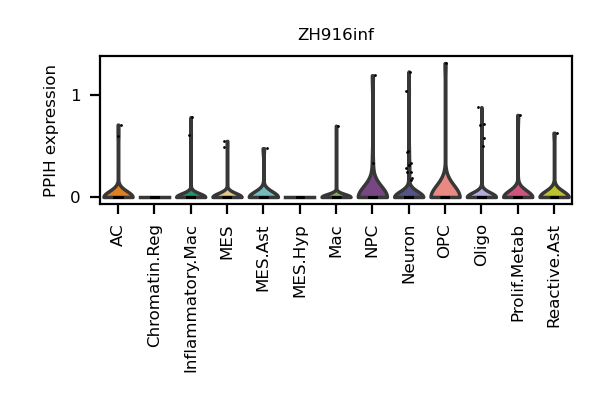 ZH916inf
PPIH expression
1
0
AC
Chromatin.Reg
Inflammatory.Mac
MES
MES.Ast
MES.Hyp
Mac
NPC
Neuron
OPC
Oligo
Prolif.Metab
Reactive.Ast